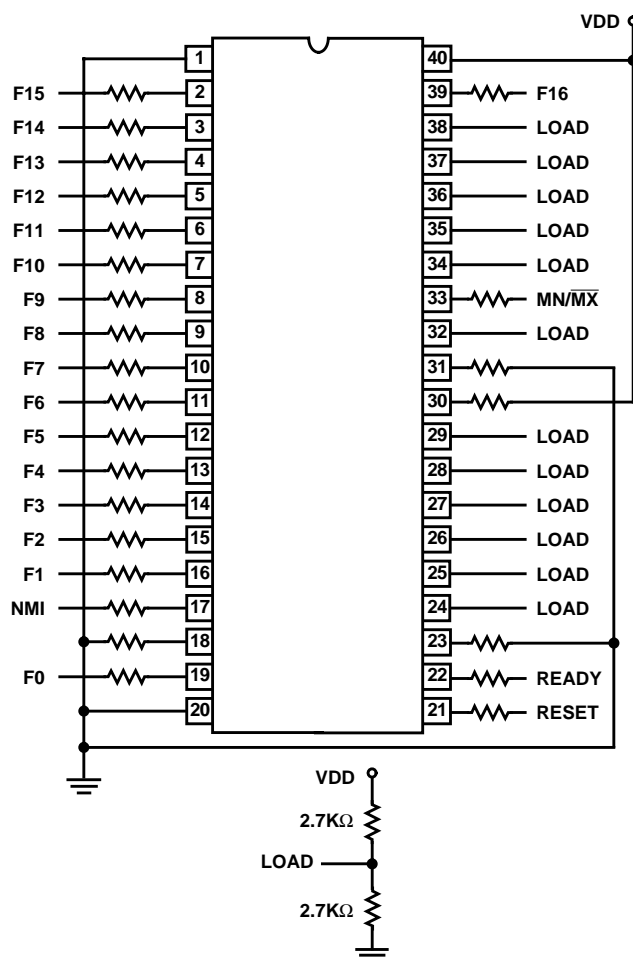 VDD
1 40
F15 2 39 F16
F14 3 38 LOAD
F13 4 37 LOAD
F12 5 36 LOAD
F11 6 35 LOAD
F10 7 34 LOAD
F9 8 33 MN/M̅X̅
F8 9 32 LOAD
F7 10 31
F6 11 30
F5 12 29 LOAD
F4 13 28 LOAD
F3 14 27 LOAD
F2 15 26 LOAD
F1 16 25 LOAD
NMI 17 24 LOAD
18 23
F0 19 22 READY
20 21 RESET
VDD
2.7KΩ
LOAD
2.7KΩ